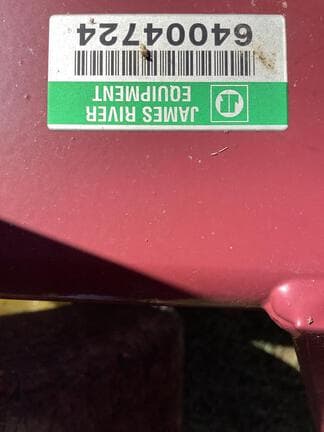 JAMES RIVER
EQUIPMENT
64004724